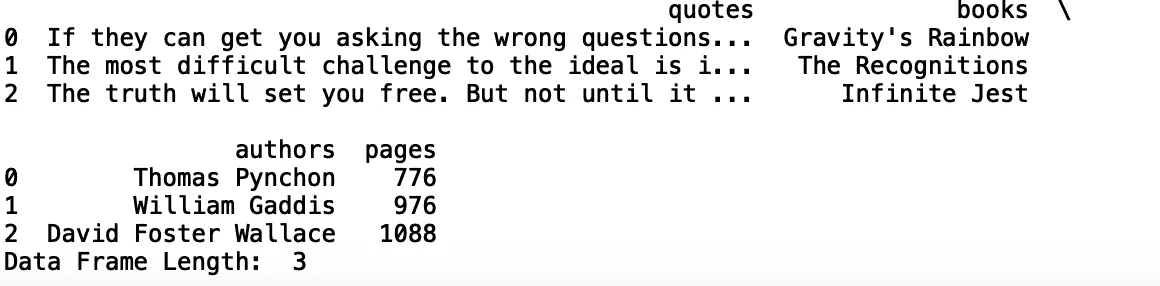 quotes books \
0 If they can get you asking the wrong questions... Gravity's Rainbow
1 The most difficult challenge to the ideal is i... The Recognitions
2 The truth will set you free. But not until it ... Infinite Jest
authors pages
0 Thomas Pynchon 776
1 William Gaddis 976
2 David Foster Wallace 1088
Data Frame Length: 3